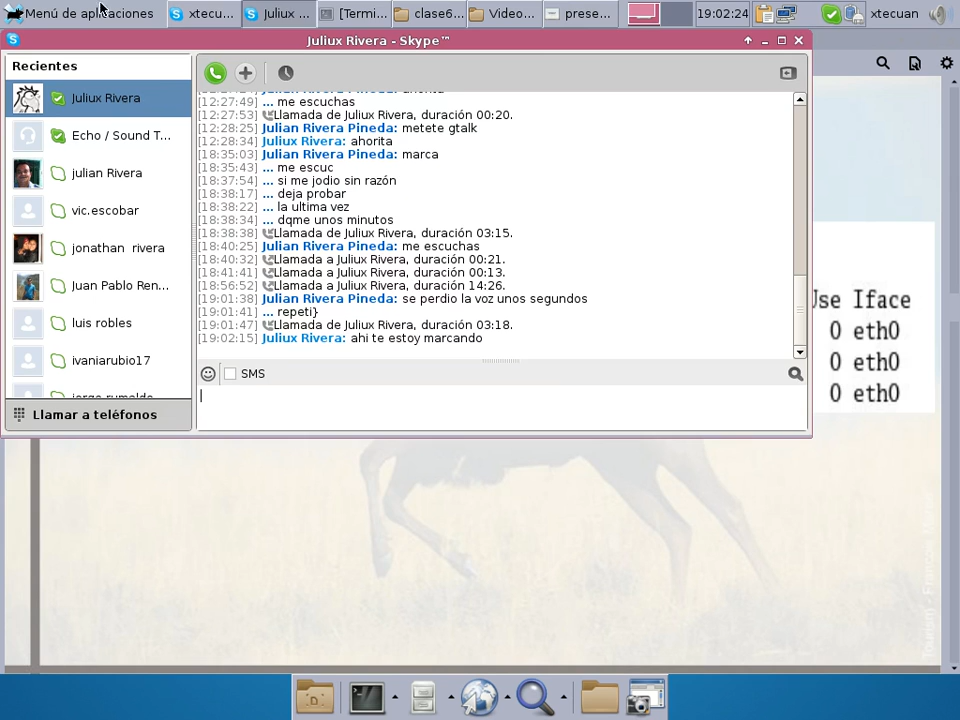 Menú de aplicaciones
xtecu...
Juliux ...
[Termi...
clase6...
Video...
prese...
19:02:24
xtecuan
Juliux Rivera - Skype™
Recientes
Juliux Rivera
Echo / Sound T...
julian Rivera
vic.escobar
jonathan rivera
Juan Pablo Ren...
luis robles
ivaniarubio17
Llamar a teléfonos
[12:27:49] ... me escuchas
[12:27:53] Llamada de Juliux Rivera, duración 00:20.
[12:28:25] Julian Rivera Pineda: metete gtalk
[12:28:34] Juliux Rivera: ahorita
[18:35:03] Julian Rivera Pineda: marca
[18:35:43] ... me escuc
[18:37:54] ... si me jodio sin razón
[18:38:17] ... deja probar
[18:38:22] ... la ultima vez
[18:38:34] ... dqme unos minutos
[18:38:38] Llamada de Juliux Rivera, duración 03:15.
[18:40:25] Julian Rivera Pineda: me escuchas
[18:40:32] Llamada a Juliux Rivera, duración 00:21.
[18:41:41] Llamada a Juliux Rivera, duración 00:13.
[18:56:52] Llamada a Juliux Rivera, duración 14:26.
[19:01:38] Julian Rivera Pineda: se perdio la voz unos segundos
[19:01:41] ... repeti}
[19:01:47] Llamada de Juliux Rivera, duración 03:18.
[19:02:15] Juliux Rivera: ahi te estoy marcando
SMS
Use Iface
0 eth0
0 eth0
0 eth0